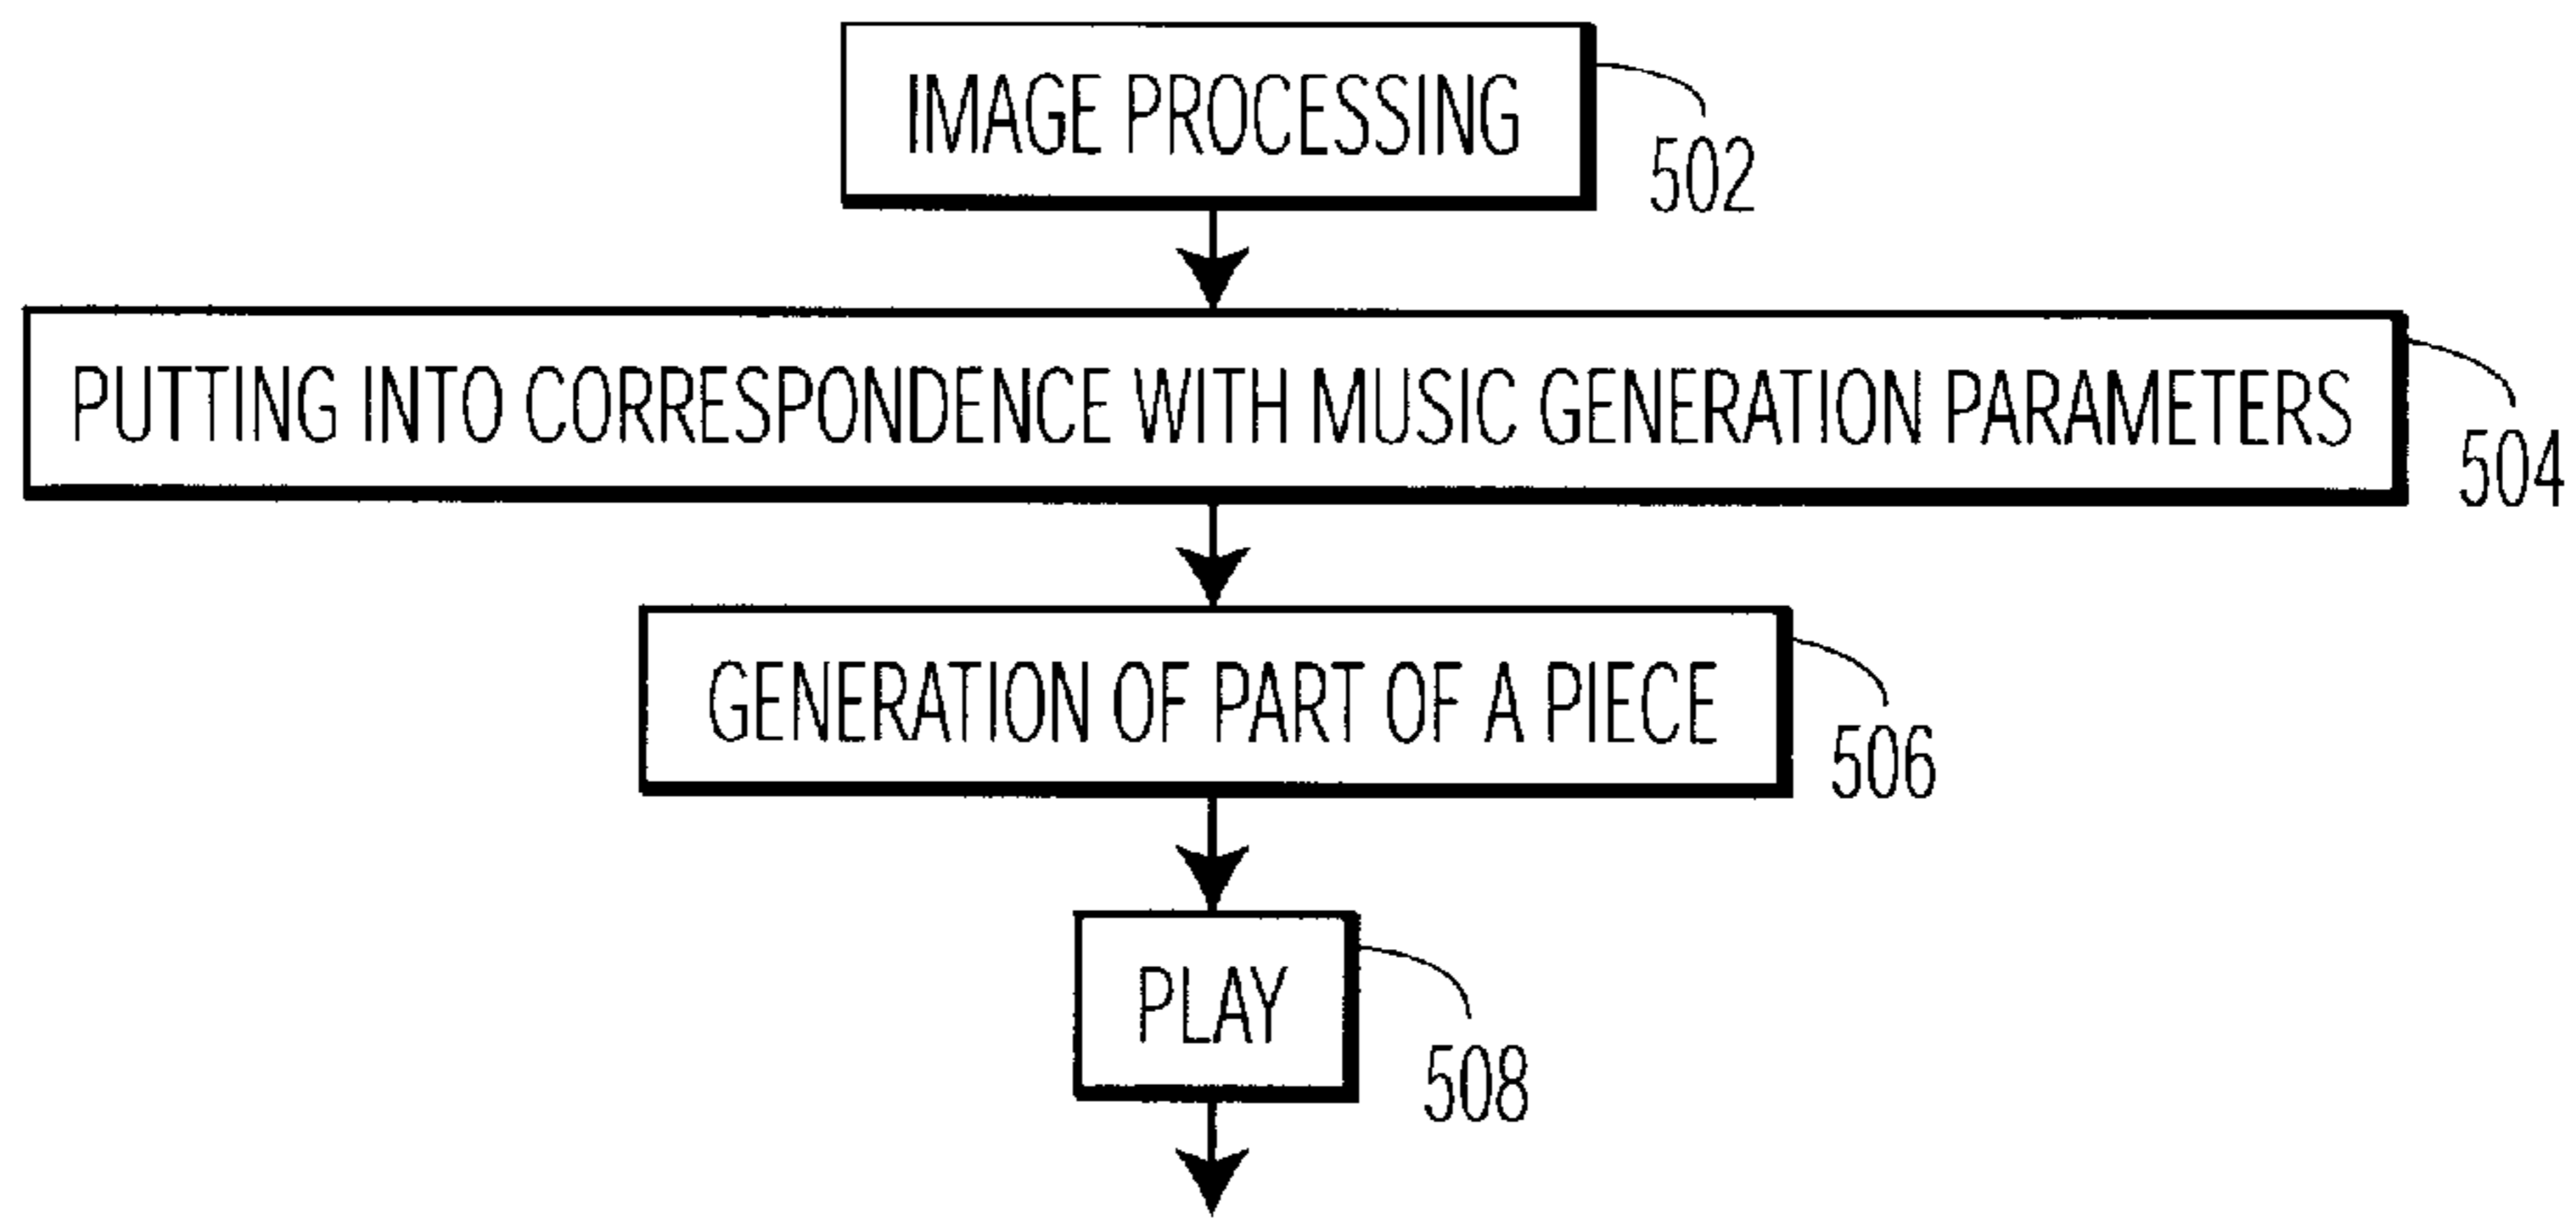 IMAGE PROCESSING
502
PUTTING INTO CORRESPONDENCE WITH MUSIC GENERATION PARAMETERS
504
GENERATION OF PART OF A PIECE
506
PLAY
508